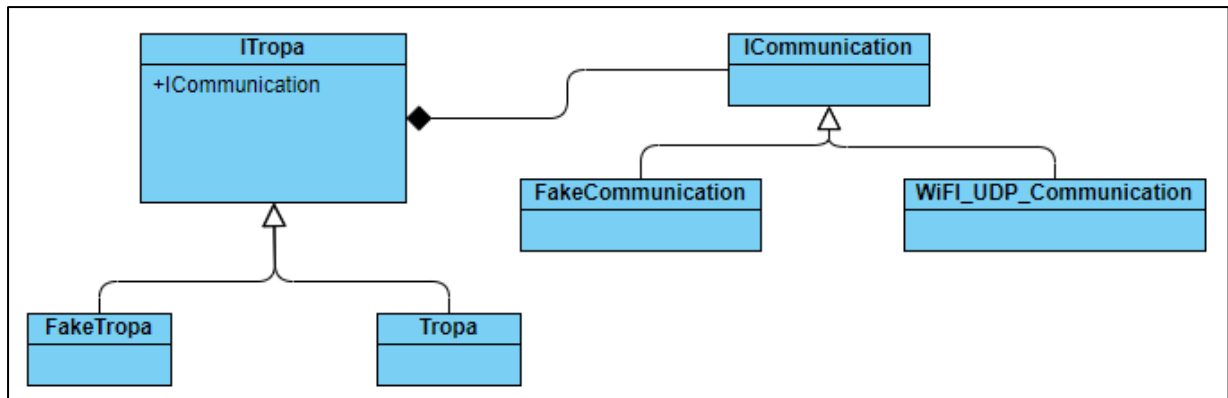 ITropa
+ICommunication
ICommunication
FakeCommunication
WiFI_UDP_Communication
FakeTropa
Tropa